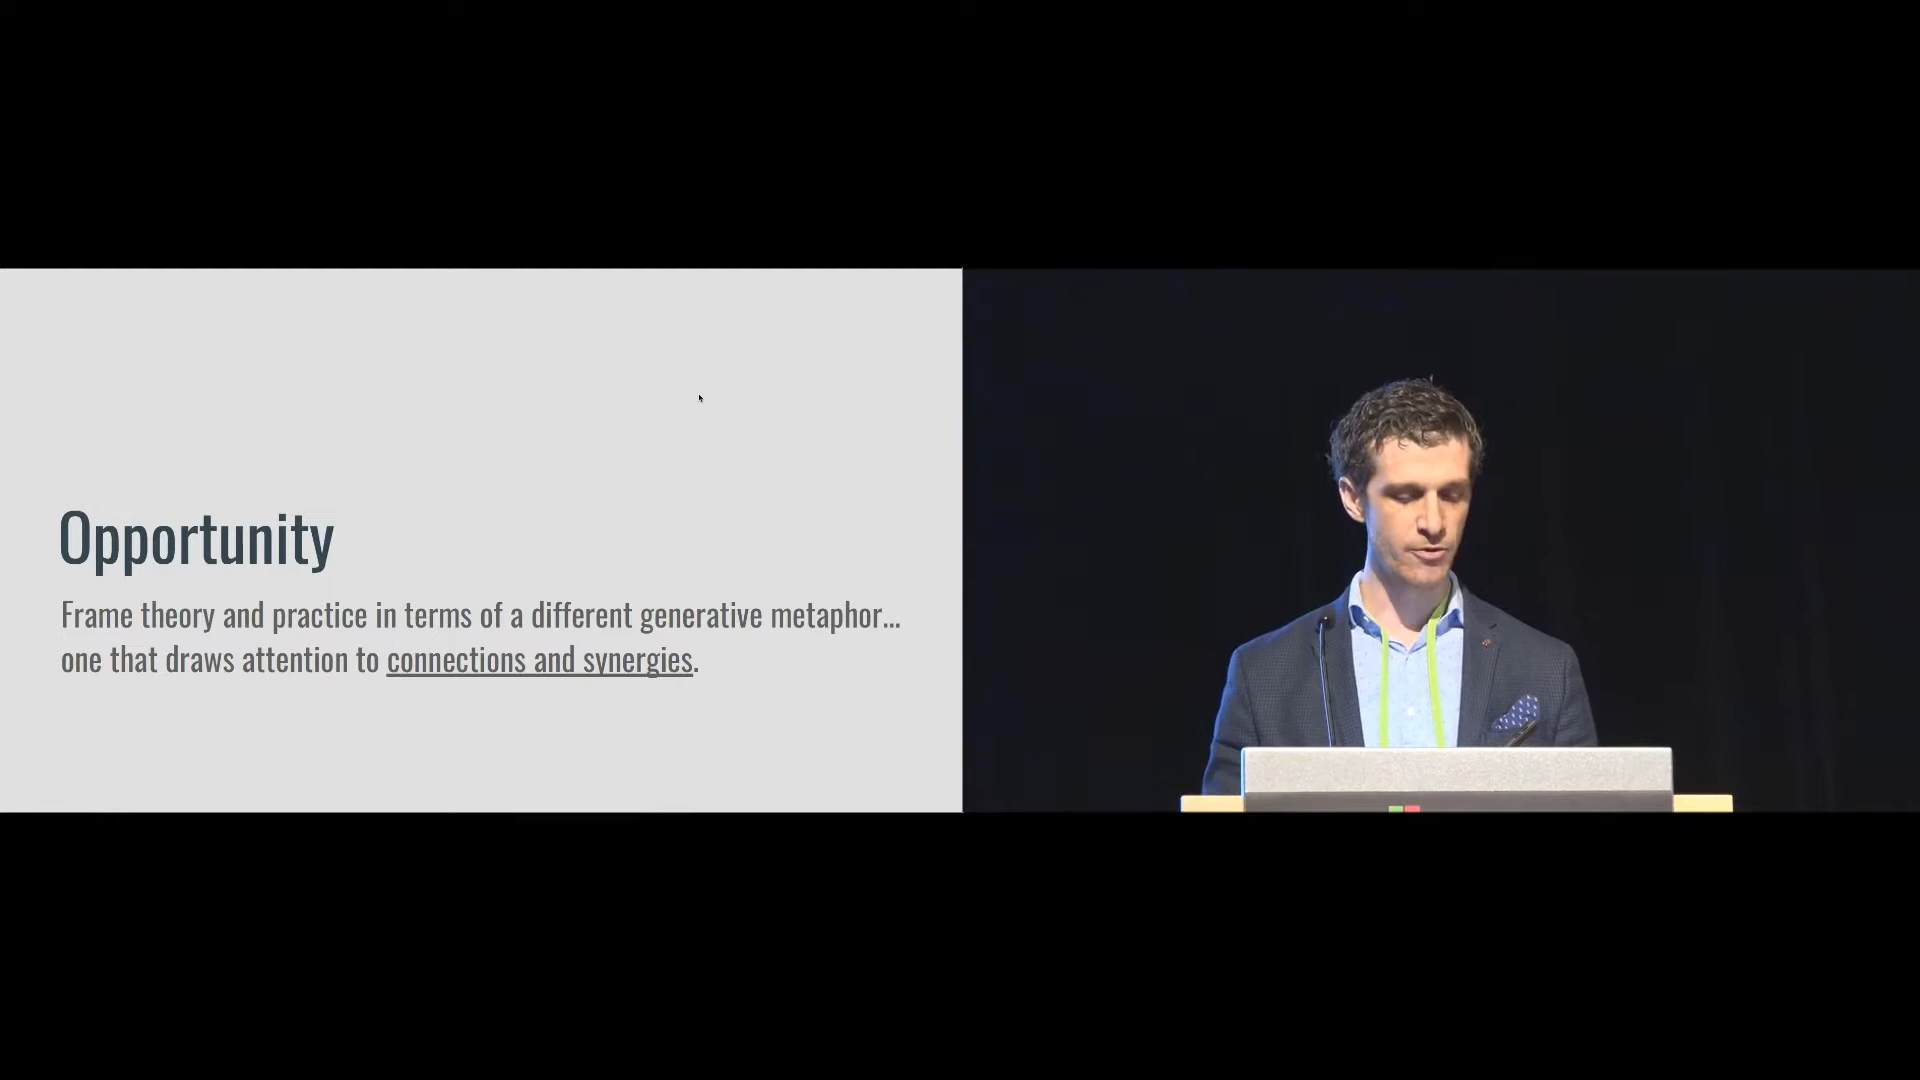 Opportunity
Frame theory and practice in terms of a different generative metaphor...
one that draws attention to connections and synergies.